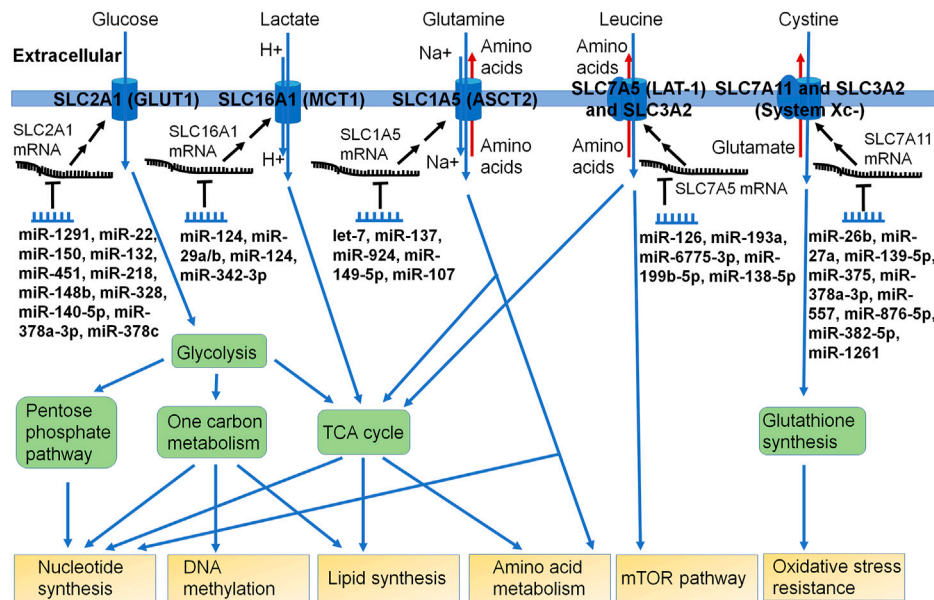 Glucose
Lactate
Glutamine
Leucine
Cystine
Extracellular
H+
Na+
Amino
acids
Amino
acids
SLC2A1 (GLUT1)
SLC16A1 (MCT1)
SLC1A5 (ASCT2)
SLC7A5 (LAT-1)
and SLC3A2
SLC7A11 and SLC3A2
(System Xc-)
SLC2A1
mRNA
SLC16A1
mRNA
H+
SLC1A5
mRNA
Na+
Amino
acids
Amino
acids
SLC7A5 mRNA
Glutamate
SLC7A11
mRNA
miR-1291, miR-22,
miR-150, miR-132,
miR-451, miR-218,
miR-148b, miR-328,
miR-140-5p, miR-
378a-3p, miR-378c
miR-124, miR-
29a/b, miR-124,
miR-342-3p
let-7, miR-137,
miR-924, miR-
149-5p, miR-107
miR-126, miR-193a,
miR-6775-3p, miR-
199b-5p, miR-138-5p
miR-26b, miR-
27a, miR-139-5p,
miR-375, miR-
378a-3p, miR-
557, miR-876-5p,
miR-382-5p,
miR-1261
Glycolysis
Pentose
phosphate
pathway
One carbon
metabolism
TCA cycle
Glutathione
synthesis
Nucleotide
synthesis
DNA
methylation
Lipid synthesis
Amino acid
metabolism
mTOR pathway
Oxidative stress
resistance